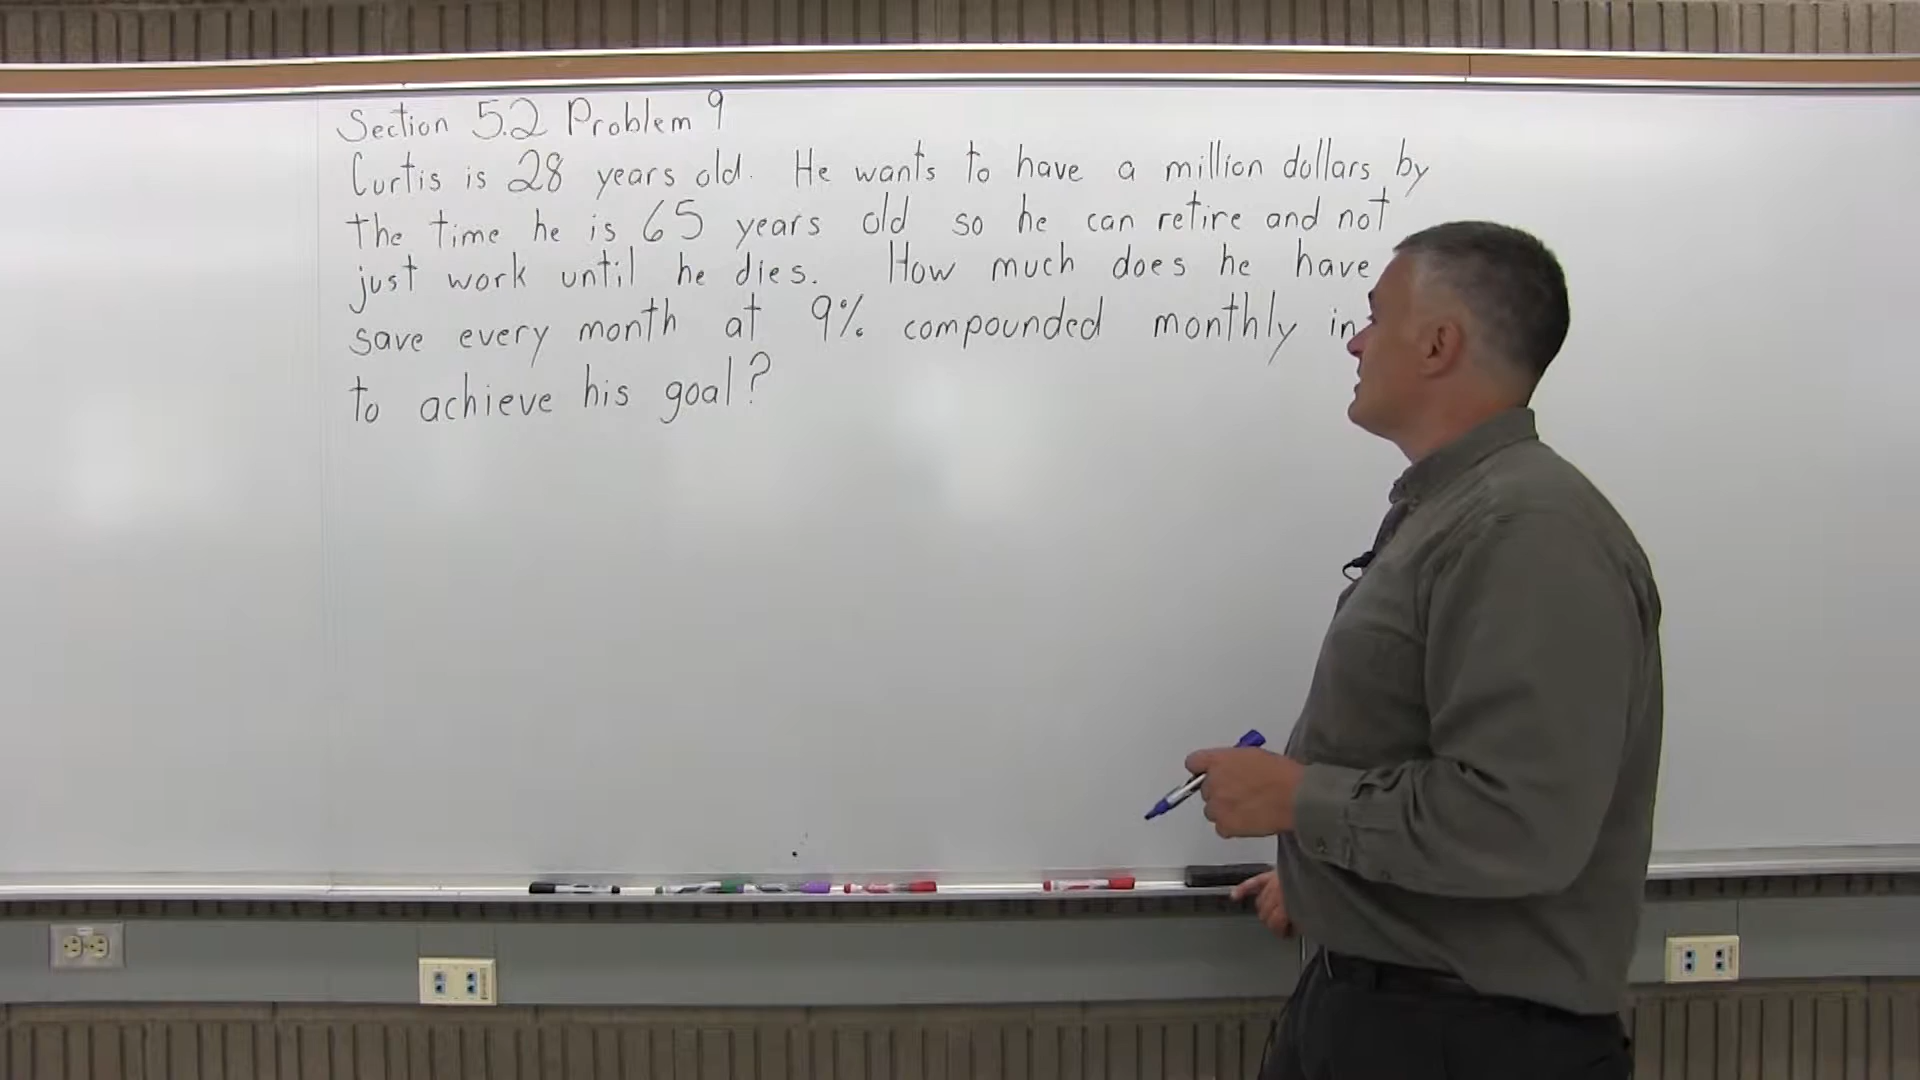 Section 5.2 Problem 9
Curtis is 28 years old. He wants to have a million dollars by
the time he is 65 years old so he can retire and not
just work until he dies. How much does he have
save every month at 9% compounded monthly in
to achieve his goal?